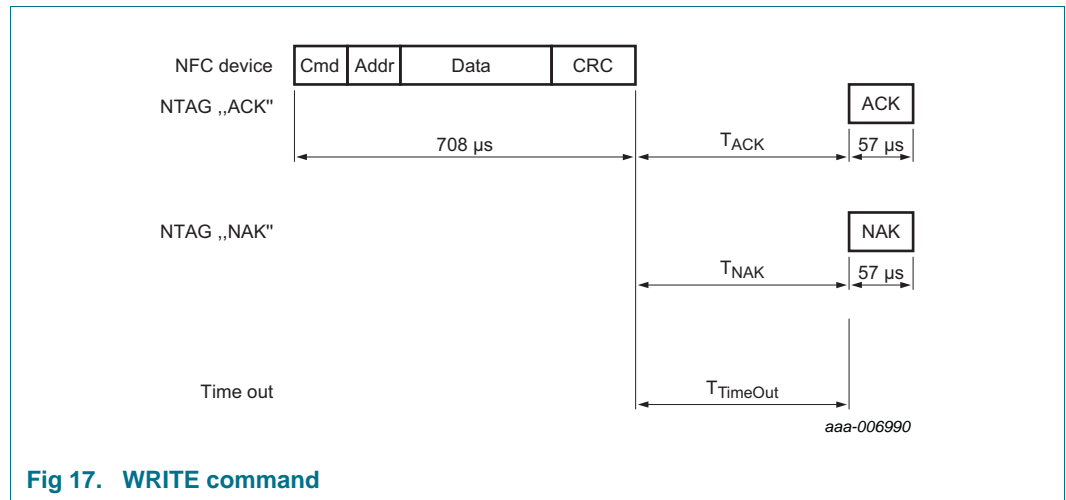 NFC device Cmd Addr Data CRC
NTAG ,,ACK" ACK
708 µs TACK 57 µs
NTAG ,,NAK" NAK
TNAK 57 µs
Time out TTimeOut
aaa-006990
Fig 17. WRITE command